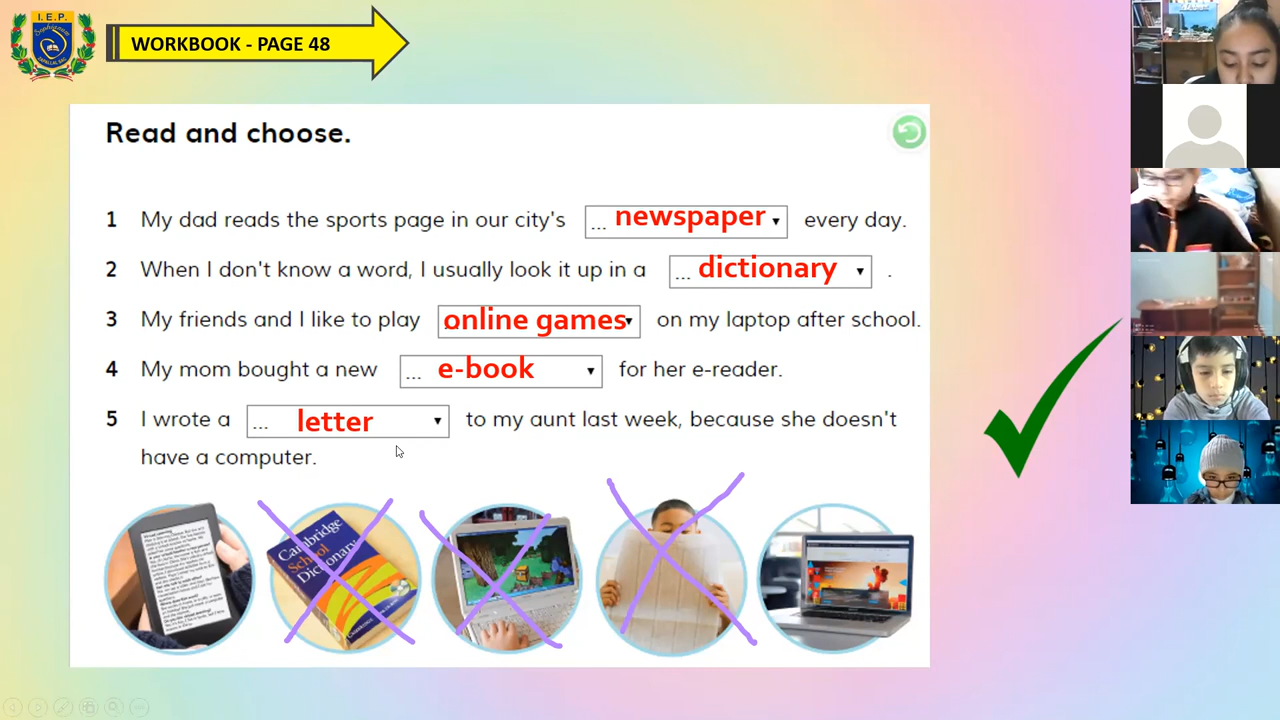 I.E.P.
WORKBOOK - PAGE 48
Read and choose.
1 My dad reads the sports page in our city's ... newspaper every day.
2 When I don't know a word, I usually look it up in a ... dictionary .
3 My friends and I like to play online games on my laptop after school.
4 My mom bought a new ... e-book for her e-reader.
5 I wrote a ... letter to my aunt last week, because she doesn't
have a computer.
Cambridge
School
Dictionary
CAMBRIDGE